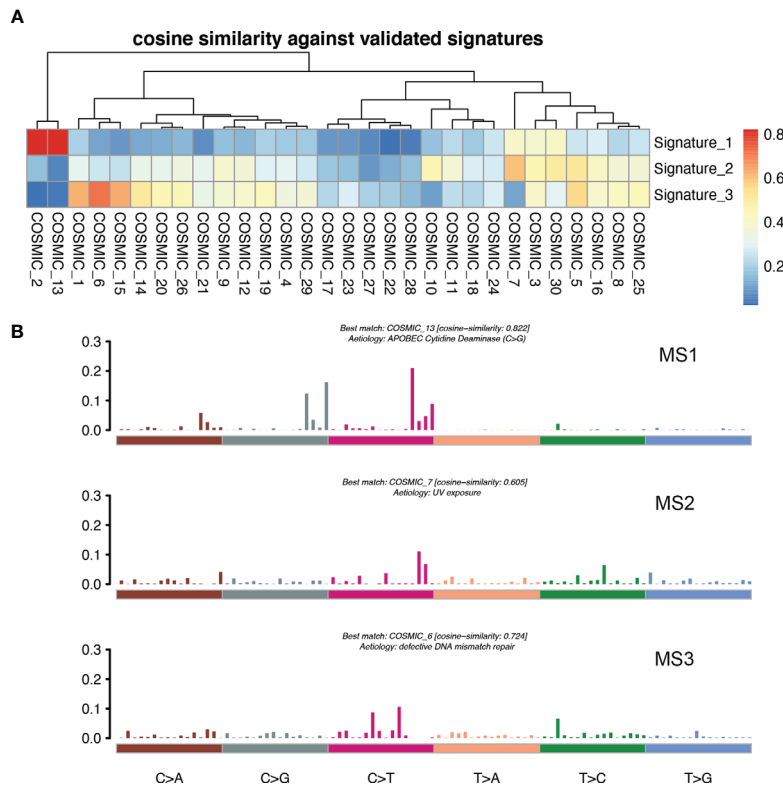 A
cosine similarity against validated signatures
Signature_1
Signature_2
Signature_3
0.8
0.6
0.4
0.2
COSMIC_2
COSMIC_13
COSMIC_1
COSMIC_6
COSMIC_15
COSMIC_14
COSMIC_20
COSMIC_26
COSMIC_21
COSMIC_9
COSMIC_12
COSMIC_19
COSMIC_4
COSMIC_29
COSMIC_17
COSMIC_23
COSMIC_27
COSMIC_22
COSMIC_28
COSMIC_10
COSMIC_11
COSMIC_18
COSMIC_24
COSMIC_7
COSMIC_3
COSMIC_30
COSMIC_5
COSMIC_16
COSMIC_8
COSMIC_25
B
Best match: COSMIC_13 [cosine−similarity: 0.822]
Aetiology: APOBEC Cytidine Deaminase (C>G)
MS1
0.3
0.2
0.1
0.0
Best match: COSMIC_7 [cosine−similarity: 0.605]
Aetiology: UV exposure
MS2
0.3
0.2
0.1
0.0
Best match: COSMIC_6 [cosine−similarity: 0.724]
Aetiology: defective DNA mismatch repair
MS3
0.3
0.2
0.1
0.0
C>A C>G C>T T>A T>C T>G